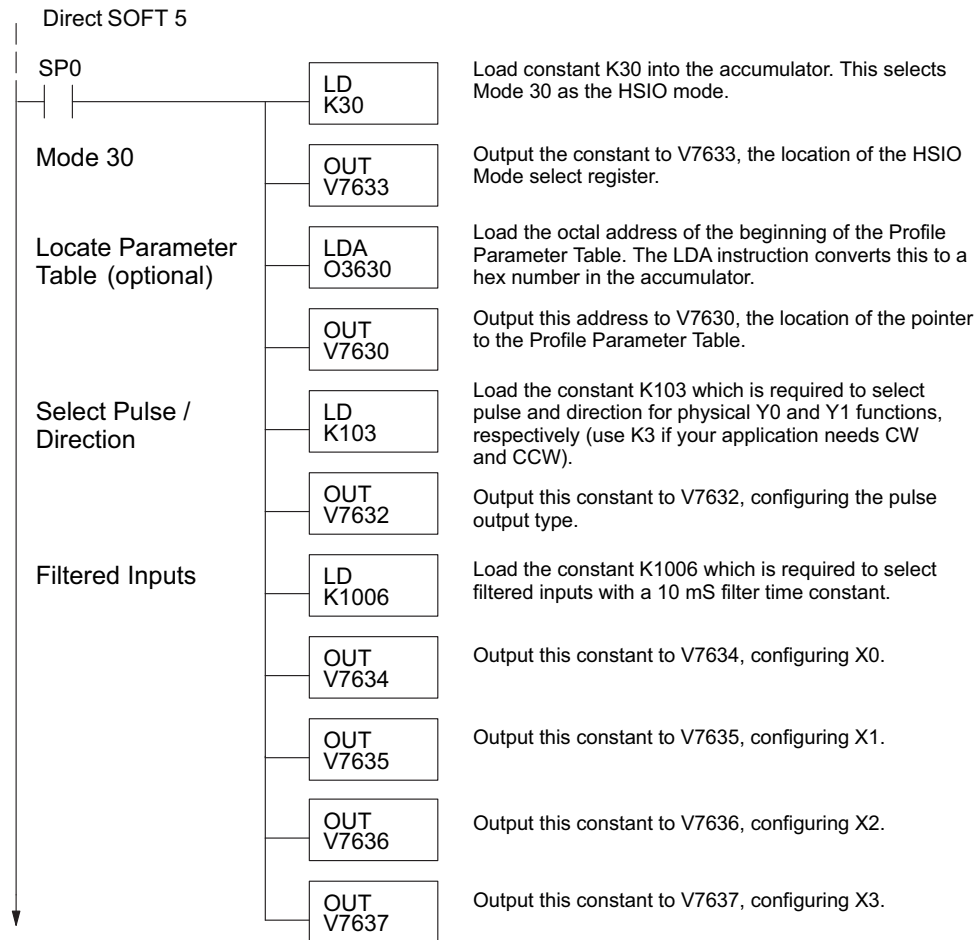 Direct SOFT 5
SP0
LD
K30
Load constant K30 into the accumulator. This selects
Mode 30 as the HSIO mode.
Mode 30
OUT
V7633
Output the constant to V7633, the location of the HSIO
Mode select register.
Locate Parameter
Table (optional)
LDA
O3630
Load the octal address of the beginning of the Profile
Parameter Table. The LDA instruction converts this to a
hex number in the accumulator.
OUT
V7630
Output this address to V7630, the location of the pointer
to the Profile Parameter Table.
Select Pulse /
Direction
LD
K103
Load the constant K103 which is required to select
pulse and direction for physical Y0 and Y1 functions,
respectively (use K3 if your application needs CW
and CCW).
OUT
V7632
Output this constant to V7632, configuring the pulse
output type.
Filtered Inputs
LD
K1006
Load the constant K1006 which is required to select
filtered inputs with a 10 mS filter time constant.
OUT
V7634
Output this constant to V7634, configuring X0.
OUT
V7635
Output this constant to V7635, configuring X1.
OUT
V7636
Output this constant to V7636, configuring X2.
OUT
V7637
Output this constant to V7637, configuring X3.